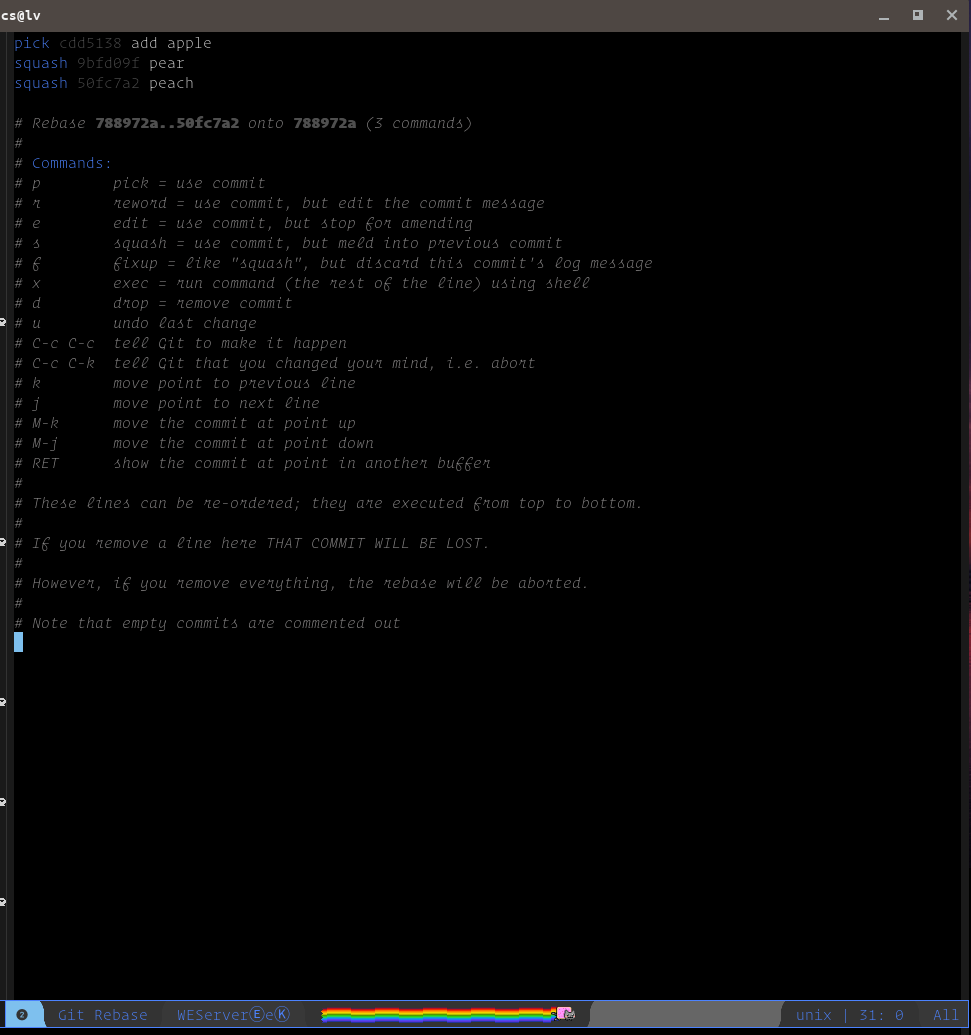 cs@lv
pick cdd5138 add apple
squash 9bfd09f pear
squash 50fc7a2 peach
# Rebase 788972a..50fc7a2 onto 788972a (3 commands)
#
# Commands:
# p pick = use commit
# r reword = use commit, but edit the commit message
# e edit = use commit, but stop for amending
# s squash = use commit, but meld into previous commit
# f fixup = like "squash", but discard this commit's log message
# x exec = run command (the rest of the line) using shell
# d drop = remove commit
# u undo last change
# C-c C-c tell Git to make it happen
# C-c C-k tell Git that you changed your mind, i.e. abort
# k move point to previous line
# j move point to next line
# M-k move the commit at point up
# M-j move the commit at point down
# RET show the commit at point in another buffer
#
# These lines can be re-ordered; they are executed from top to bottom.
#
# If you remove a line here THAT COMMIT WILL BE LOST.
#
# However, if you remove everything, the rebase will be aborted.
#
# Note that empty commits are commented out
❷ Git Rebase WEServerⒺeⓀ unix | 31: 0 All